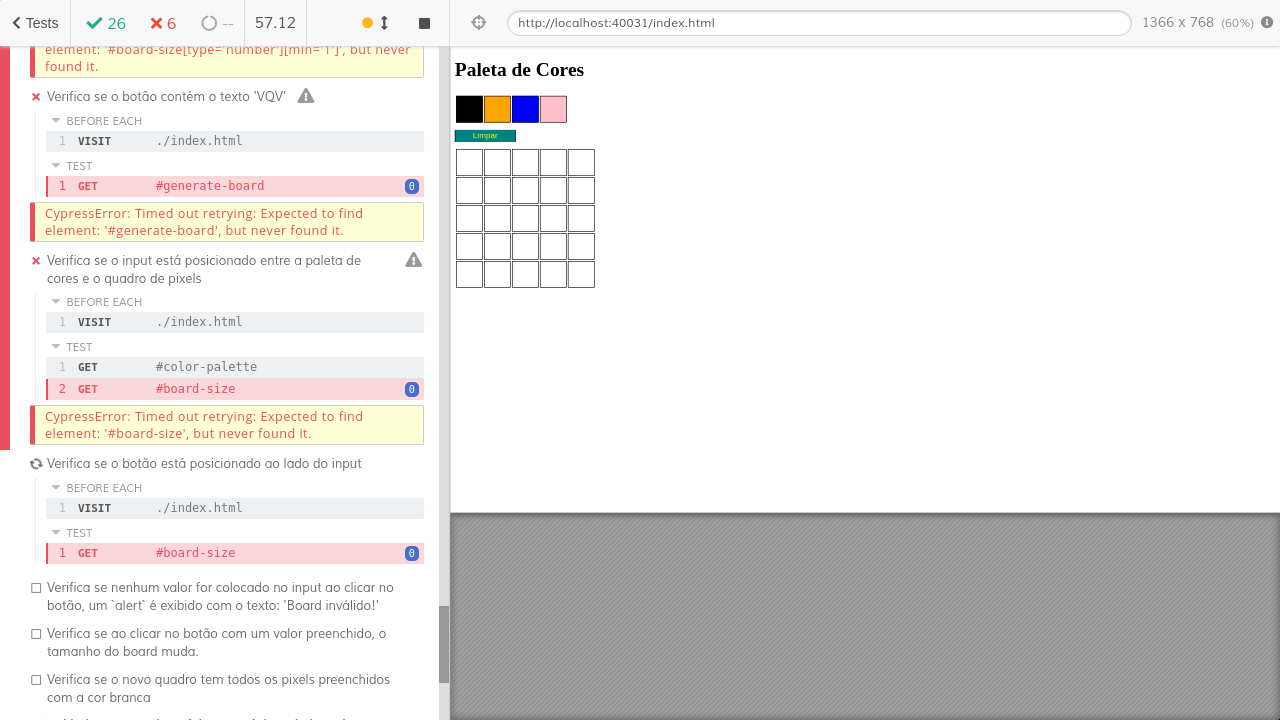 Tests
26
6
--
57.12
http://localhost:40031/index.html
1366 x 768 (60%)
element: '#board-size[type='number'][min='1']', but never
found it.
Verifica se o botão contém o texto 'VQV'
BEFORE EACH
1 VISIT ./index.html
TEST
1 GET #generate-board 0
CypressError: Timed out retrying: Expected to find
element: '#generate-board', but never found it.
Verifica se o input está posicionado entre a paleta de
cores e o quadro de pixels
BEFORE EACH
1 VISIT ./index.html
TEST
1 GET #color-palette
2 GET #board-size 0
CypressError: Timed out retrying: Expected to find
element: '#board-size', but never found it.
Verifica se o botão está posicionado ao lado do input
BEFORE EACH
1 VISIT ./index.html
TEST
1 GET #board-size 0
Verifica se nenhum valor for colocado no input ao clicar no
botão, um `alert` é exibido com o texto: 'Board inválido!'
Verifica se ao clicar no botão com um valor preenchido, o
tamanho do board muda.
Verifica se o novo quadro tem todos os pixels preenchidos
com a cor branca
Paleta de Cores
Limpar